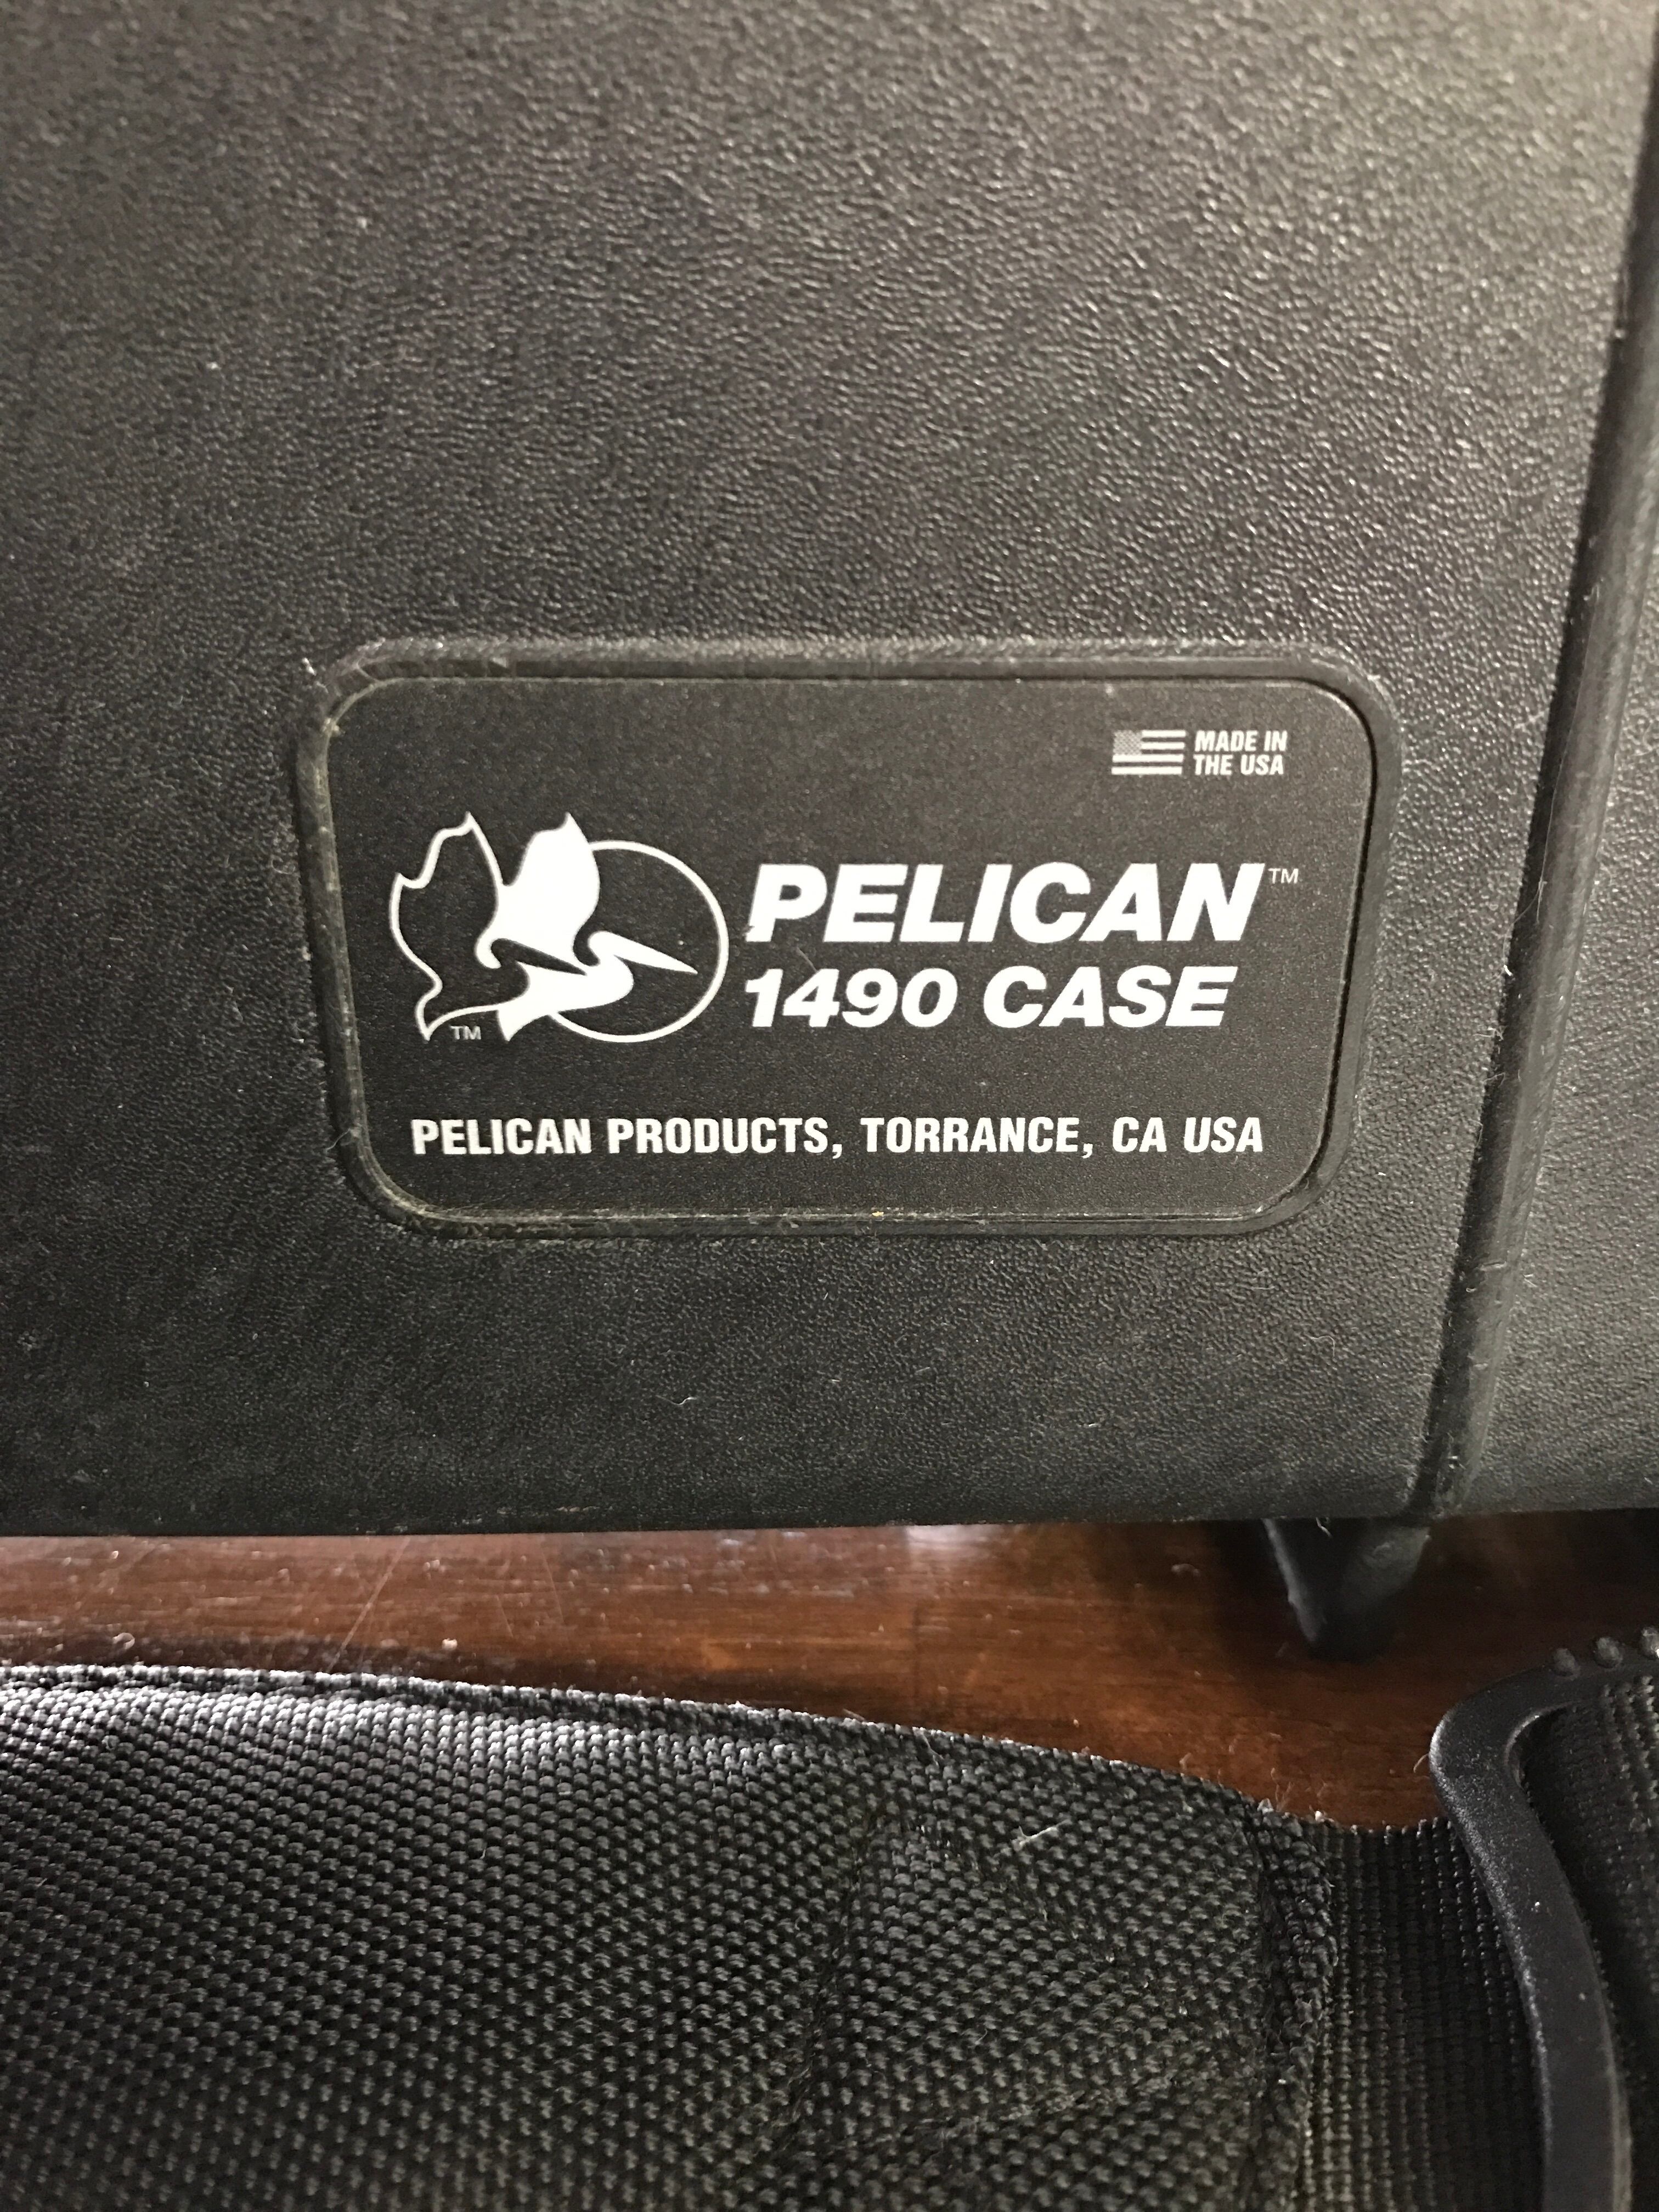 MADE IN
THE USA
PELICAN™
1490 CASE
TM
PELICAN PRODUCTS, TORRANCE, CA USA